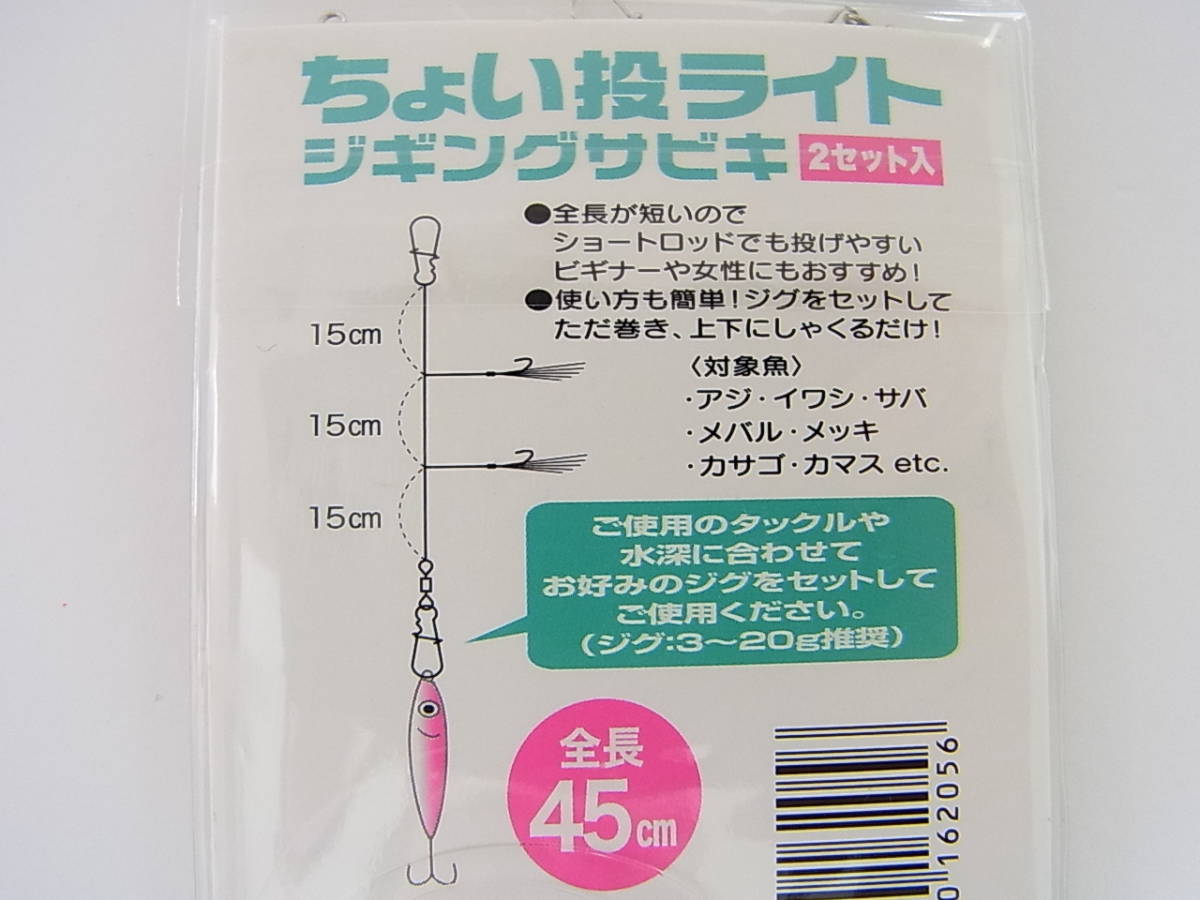 ちょい投ライト
ジギングサビキ 2セット入
●全長が短いので
ショートロッドでも投げやすい
ビギナーや女性にもおすすめ!
●使い方も簡単!ジグをセットして
ただ巻き、上下にしゃくるだけ!
〈対象魚〉
・アジ・イワシ・サバ
・メバル・メッキ
・カサゴ・カマス etc.
15cm
15cm
15cm
ご使用のタックルや
水深に合わせて
お好みのジグをセットして
ご使用ください。
(ジグ:3〜20g推奨)
全長
45cm
0162056